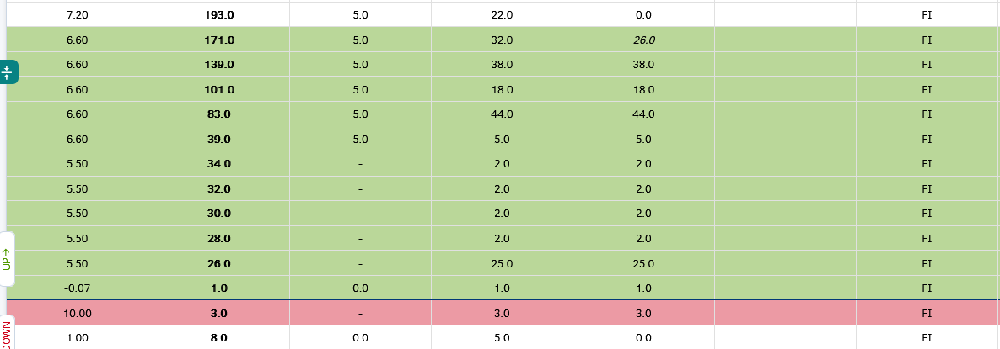 7.20 193.0 5.0 22.0 0.0 FI
6.60 171.0 5.0 32.0 26.0 FI
6.60 139.0 5.0 38.0 38.0 FI
6.60 101.0 5.0 18.0 18.0 FI
6.60 83.0 5.0 44.0 44.0 FI
6.60 39.0 5.0 5.0 5.0 FI
5.50 34.0 - 2.0 2.0 FI
5.50 32.0 - 2.0 2.0 FI
5.50 30.0 - 2.0 2.0 FI
5.50 28.0 - 2.0 2.0 FI
UP↑
5.50 26.0 - 25.0 25.0 FI
-0.07 1.0 0.0 1.0 1.0 FI
10.00 3.0 - 3.0 3.0 FI
DOWN
1.00 8.0 0.0 5.0 0.0 FI